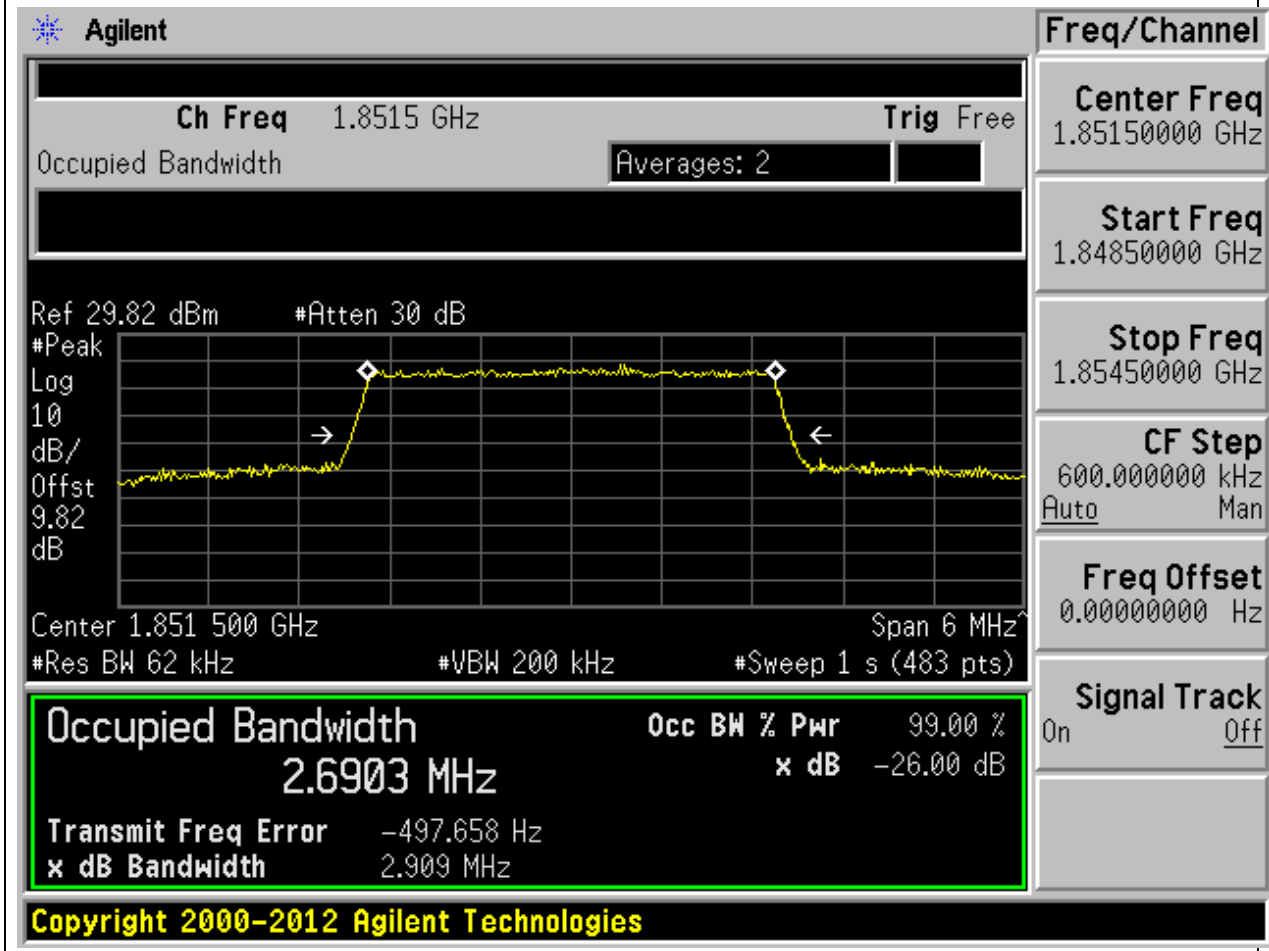 Agilent
Freq/Channel
Ch Freq 1.8515 GHz Trig Free
Occupied Bandwidth Averages: 2
Ref 29.82 dBm #Atten 30 dB
#Peak
Log
10
dB/
Offst
9.82
dB
Center 1.851 500 GHz Span 6 MHz^
#Res BW 62 kHz #VBW 200 kHz #Sweep 1 s (483 pts)
Occupied Bandwidth Occ BW % Pwr 99.00 %
2.6903 MHz x dB -26.00 dB
Transmit Freq Error -497.658 Hz
x dB Bandwidth 2.909 MHz
Center Freq
1.85150000 GHz
Start Freq
1.84850000 GHz
Stop Freq
1.85450000 GHz
CF Step
600.000000 kHz
Auto Man
Freq Offset
0.00000000 Hz
Signal Track
On Off
Copyright 2000-2012 Agilent Technologies